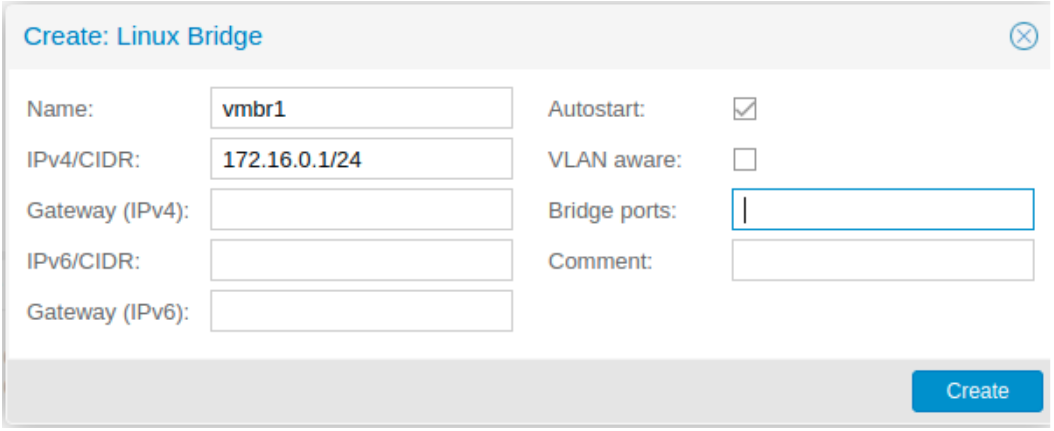 Create: Linux Bridge
Name: vmbr1 Autostart:
IPv4/CIDR: 172.16.0.1/24 VLAN aware:
Gateway (IPv4): Bridge ports:
IPv6/CIDR: Comment:
Gateway (IPv6):
Create